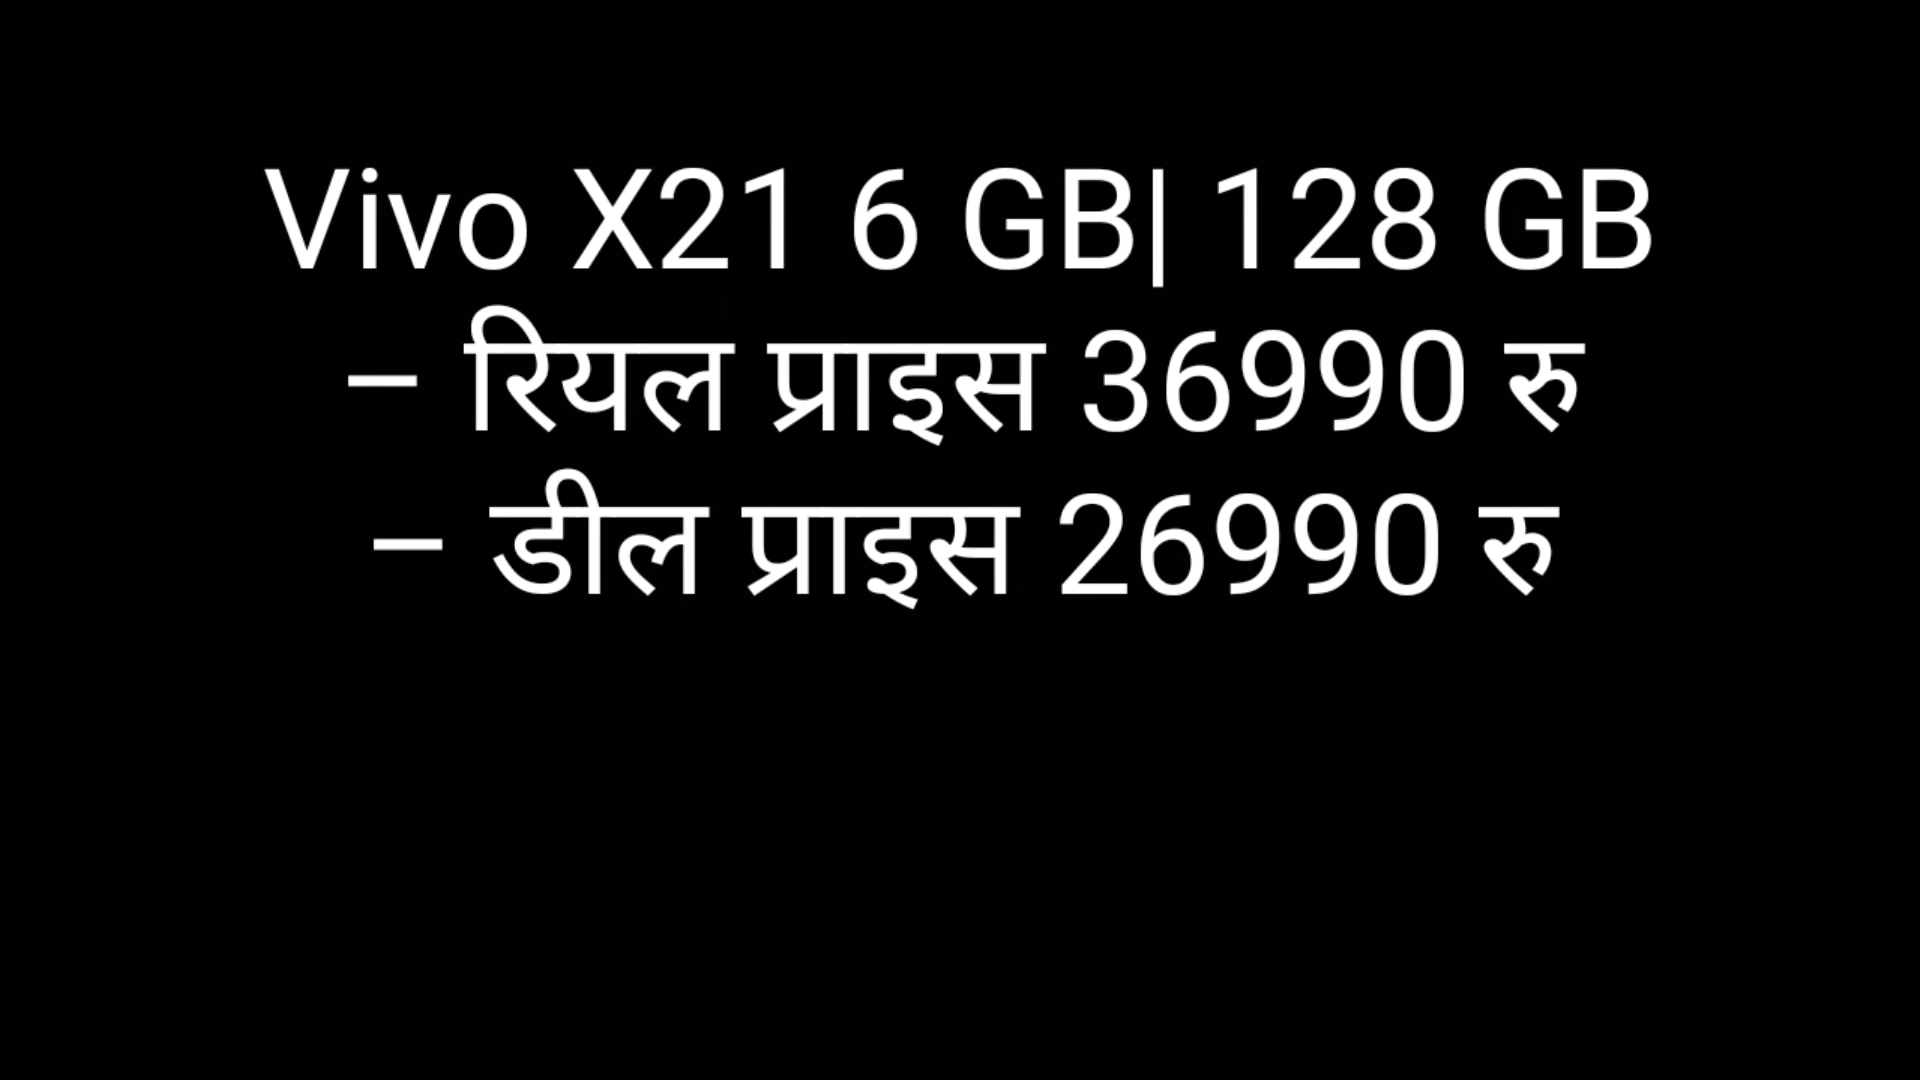 Vivo X21 6 GB| 128 GB
– रियल प्राइस 36990 रु
– डील प्राइस 26990 रु